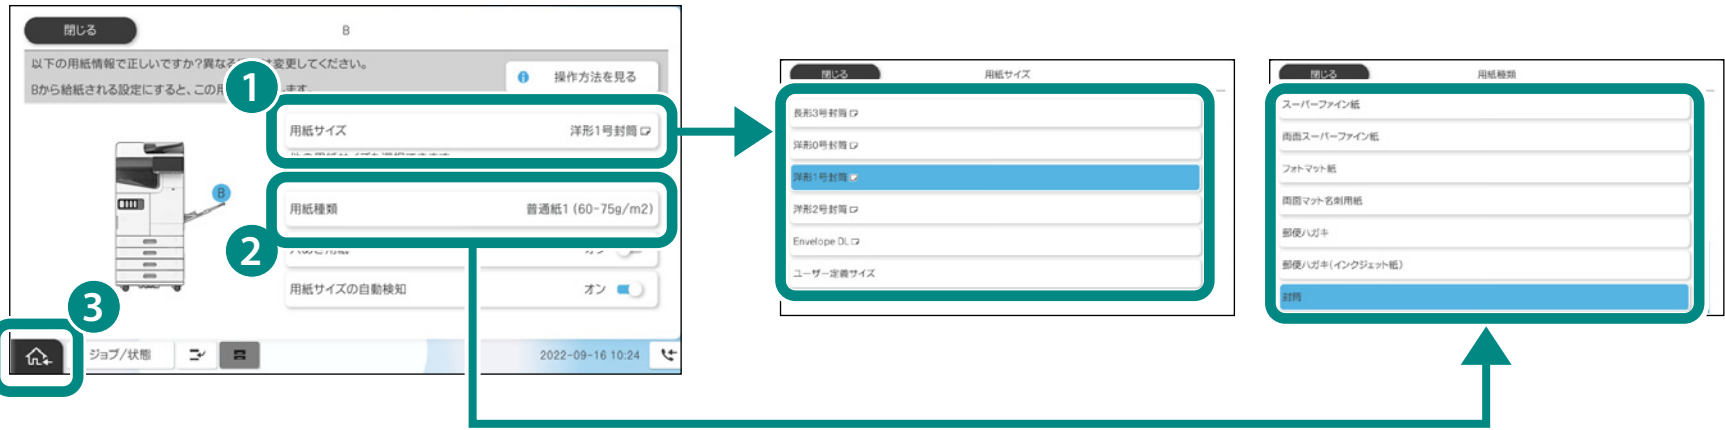 閉じる
B
以下の用紙情報で正しいですか?異なる
変更してください。
Bから給紙される設定にすると、この用
します。
操作方法を見る
1
用紙サイズ
洋形1号封筒
2
用紙種類
普通紙1 (60-75g/m2)
B
用紙サイズの自動検知
オン
3
ジョブ/状態
2022-09-16 10:24
閉じる
用紙サイズ
長形3号封筒
洋形0号封筒
洋形1号封筒
洋形2号封筒
Envelope DL
ユーザー定義サイズ
閉じる
用紙種類
スーパーファイン紙
両面スーパーファイン紙
フォトマット紙
両面マット名刺用紙
郵便ハガキ
郵便ハガキ(インクジェット紙)
封筒